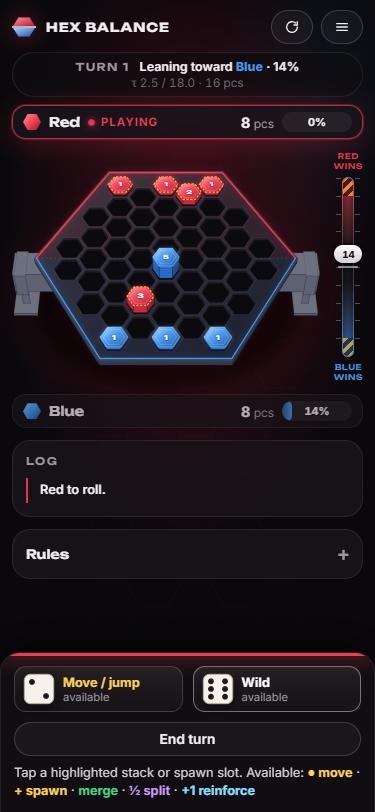 HEX BALANCE
TURN 1 Leaning toward Blue · 14%
τ 2.5 / 18.0 · 16 pcs
Red • PLAYING 8 pcs 0%
RED
WINS
1 1 2 1
5
14
3
1 1 1
BLUE
WINS
Blue 8 pcs 14%
LOG
Red to roll.
Rules +
Move / jump
available
Wild
available
End turn
Tap a highlighted stack or spawn slot. Available: • move ·
+ spawn · merge · ½ split · +1 reinforce